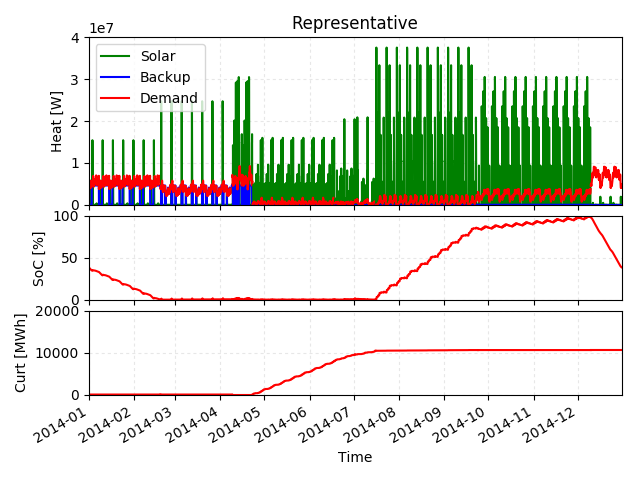 Representative
1e7
4
3
2
1
0
Heat [W]
Solar
Backup
Demand
100
50
0
SoC [%]
20000
10000
0
Curt [MWh]
2014-01
2014-02
2014-03
2014-04
2014-05
2014-06
2014-07
2014-08
2014-09
2014-10
2014-11
2014-12
Time